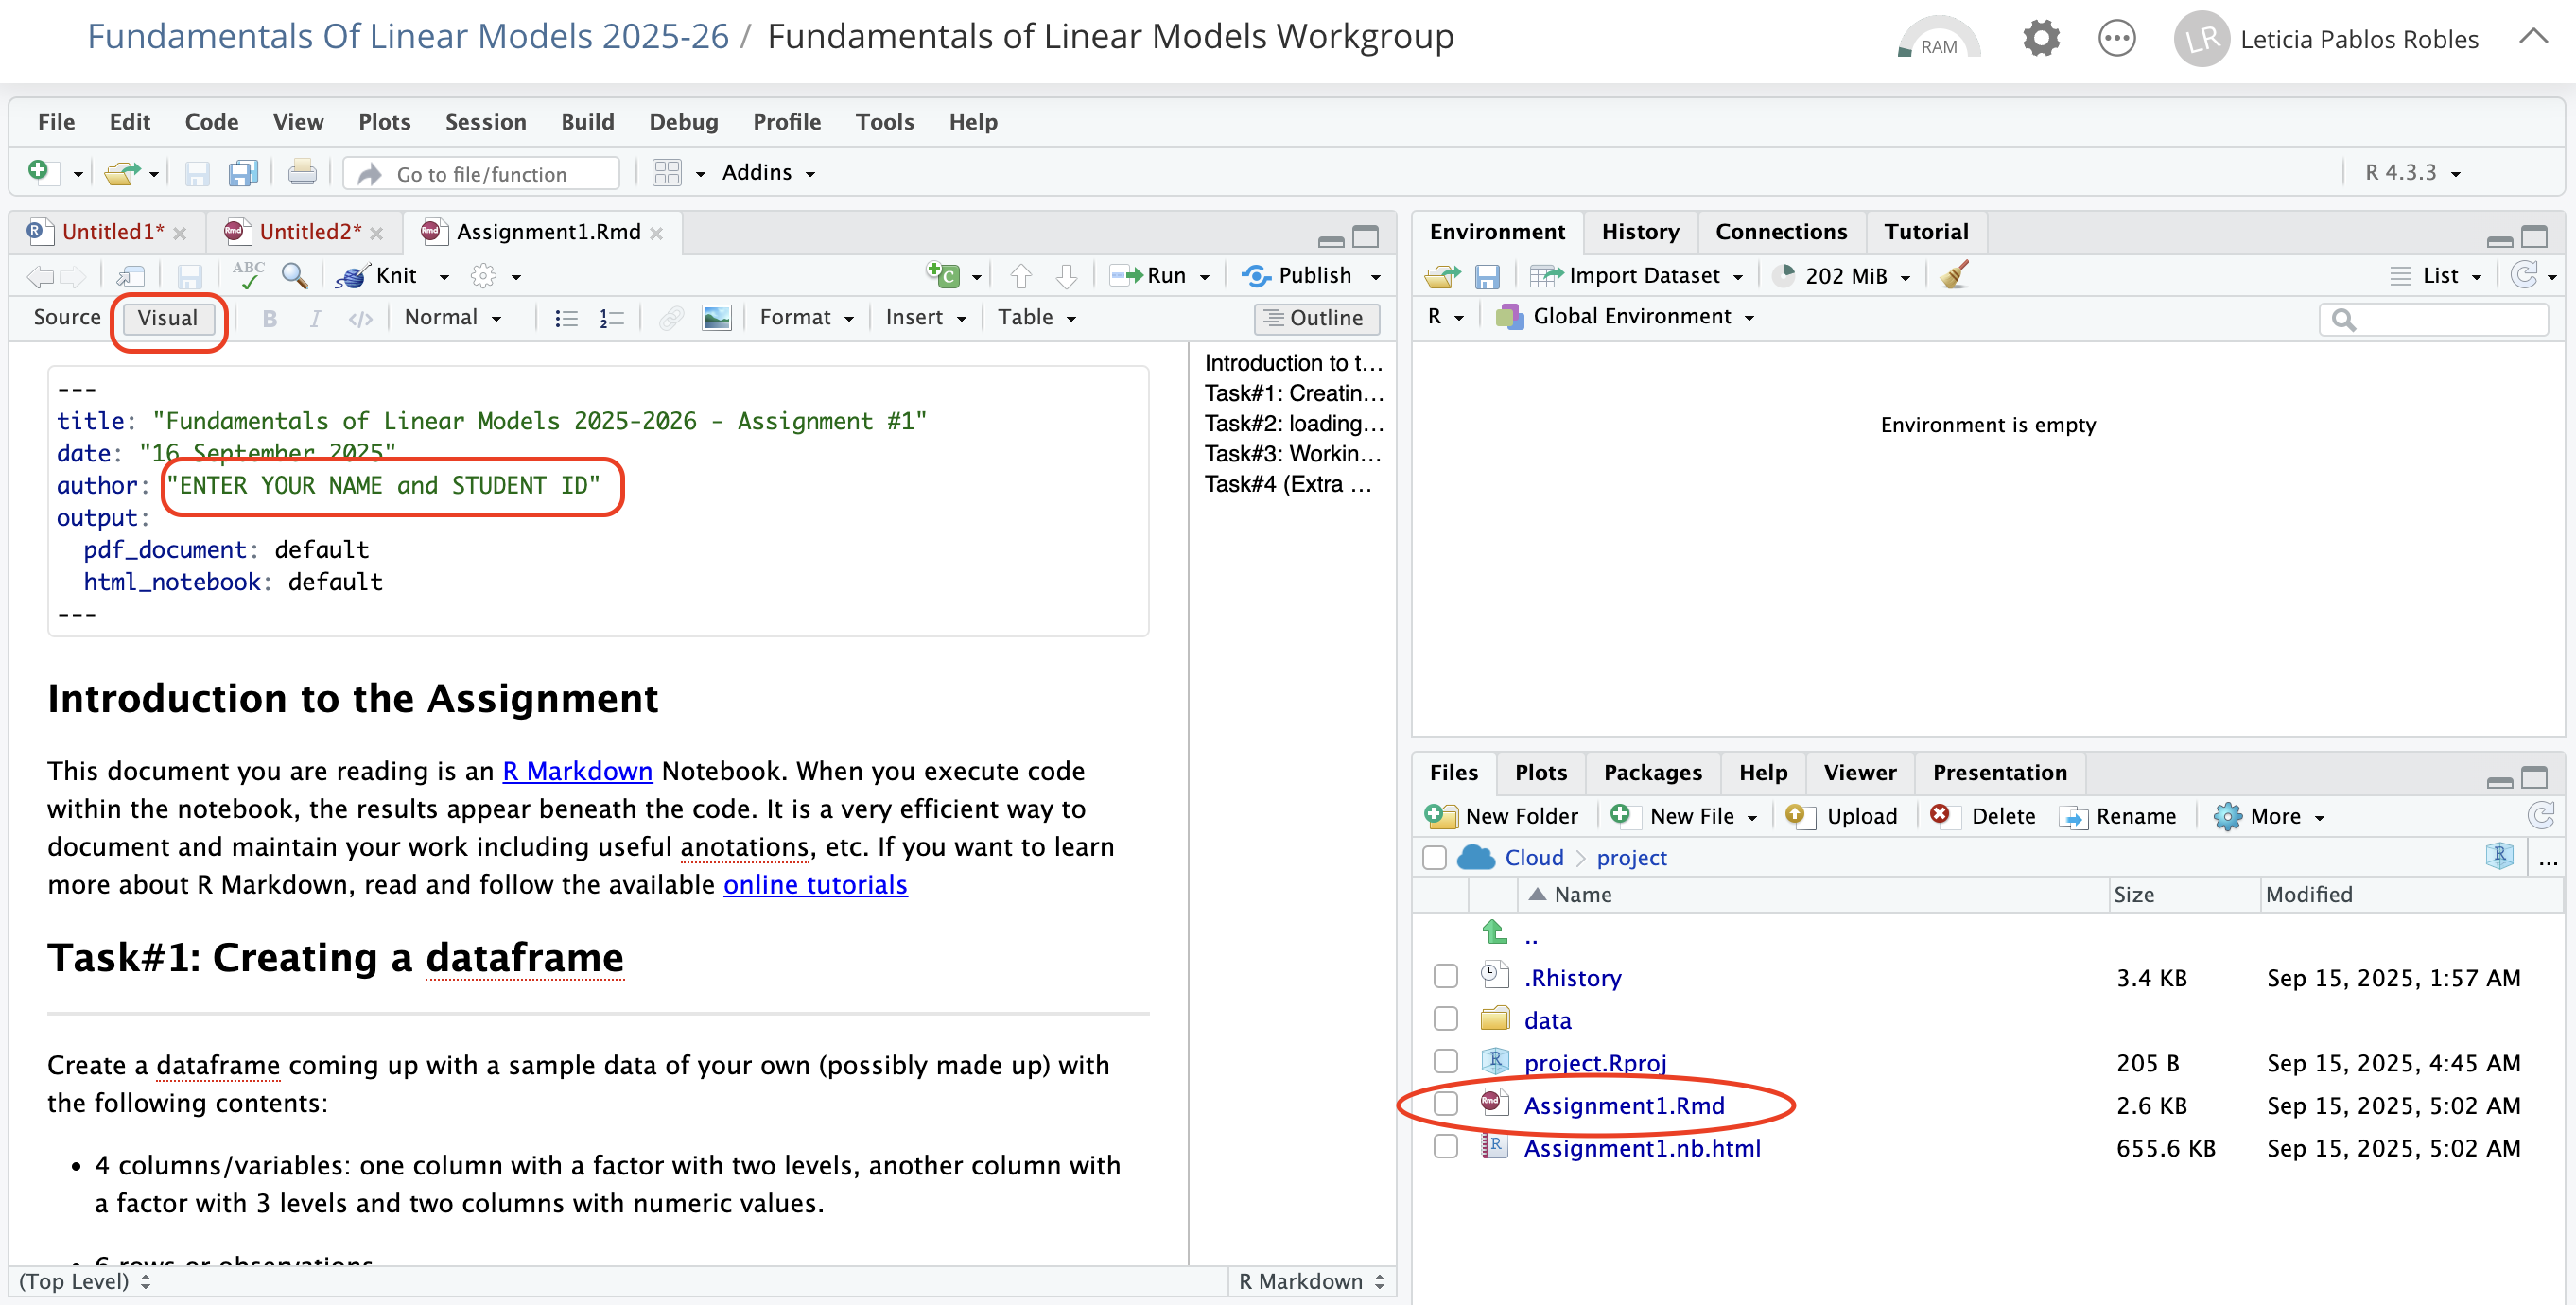 Fundamentals Of Linear Models 2025-26 / Fundamentals of Linear Models Workgroup
RAM
LR Leticia Pablos Robles
File Edit Code View Plots Session Build Debug Profile Tools Help
Go to file/function Addins R 4.3.3
Untitled1* Untitled2* Assignment1.Rmd
ABC Knit C Run Publish
Source Visual B I </> Normal Format Insert Table Outline
---
title: "Fundamentals of Linear Models 2025-2026 - Assignment #1"
date: "16 September 2025"
author: "ENTER YOUR NAME and STUDENT ID"
output:
pdf_document: default
html_notebook: default
---
Introduction to the Assignment
This document you are reading is an R Markdown Notebook. When you execute code
within the notebook, the results appear beneath the code. It is a very efficient way to
document and maintain your work including useful anotations, etc. If you want to learn
more about R Markdown, read and follow the available online tutorials
Task#1: Creating a dataframe
Create a dataframe coming up with a sample data of your own (possibly made up) with
the following contents:
• 4 columns/variables: one column with a factor with two levels, another column with
a factor with 3 levels and two columns with numeric values.
• 6 rows or observations
(Top Level) R Markdown
Introduction to t...
Task#1: Creatin...
Task#2: loading...
Task#3: Workin...
Task#4 (Extra ...
Environment History Connections Tutorial
Import Dataset 202 MiB List
R Global Environment
Environment is empty
Files Plots Packages Help Viewer Presentation
New Folder New File Upload Delete Rename More
Cloud > project ...
Name Size Modified
..
.Rhistory 3.4 KB Sep 15, 2025, 1:57 AM
data
project.Rproj 205 B Sep 15, 2025, 4:45 AM
Assignment1.Rmd 2.6 KB Sep 15, 2025, 5:02 AM
Assignment1.nb.html 655.6 KB Sep 15, 2025, 5:02 AM